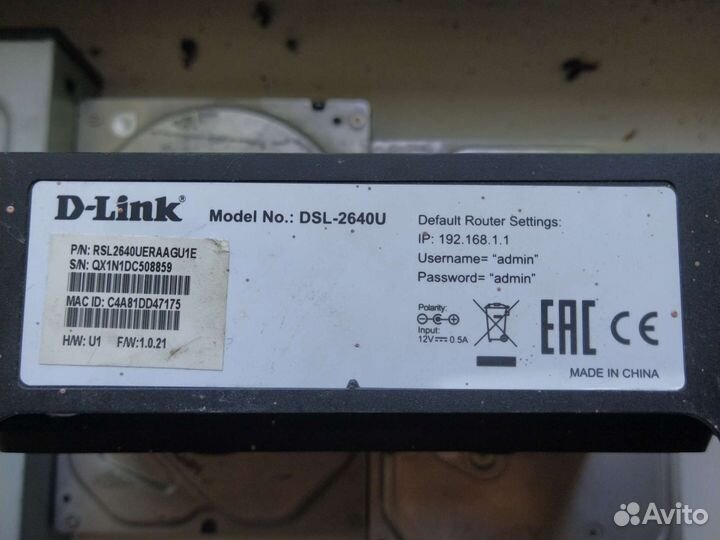 D-Link®
Model No.: DSL-2640U
P/N: RSL2640UERAAGU1E
S/N: QX1N1DC508859
MAC ID: C4A81DD47175
H/W: U1 F/W:1.0.21
Default Router Settings:
IP: 192.168.1.1
Username= “admin”
Password= “admin”
Polarity:
Input:
12V⎓0.5A
EAC CE
MADE IN CHINA
Avito